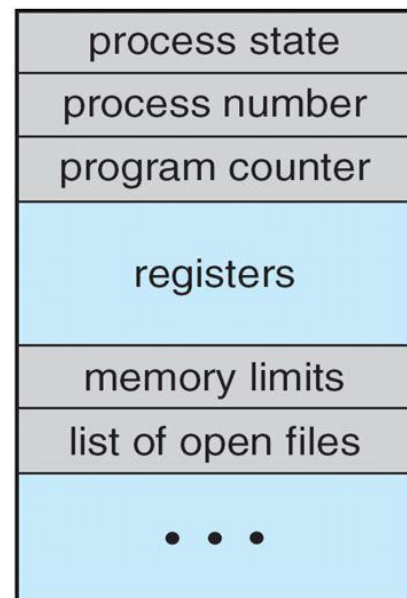 process state
process number
program counter
registers
memory limits
list of open files
• • •